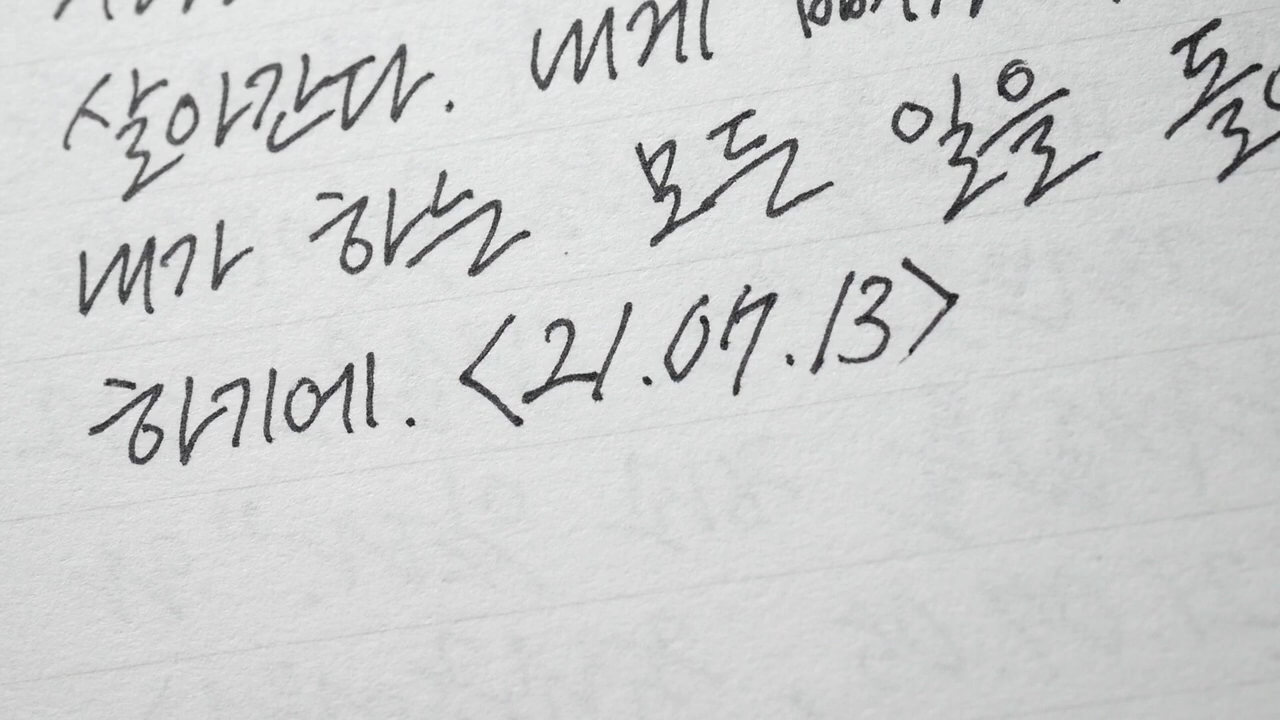 살아간다. 내게
내가 하는 모든 일을
하기에. <21.07.13>